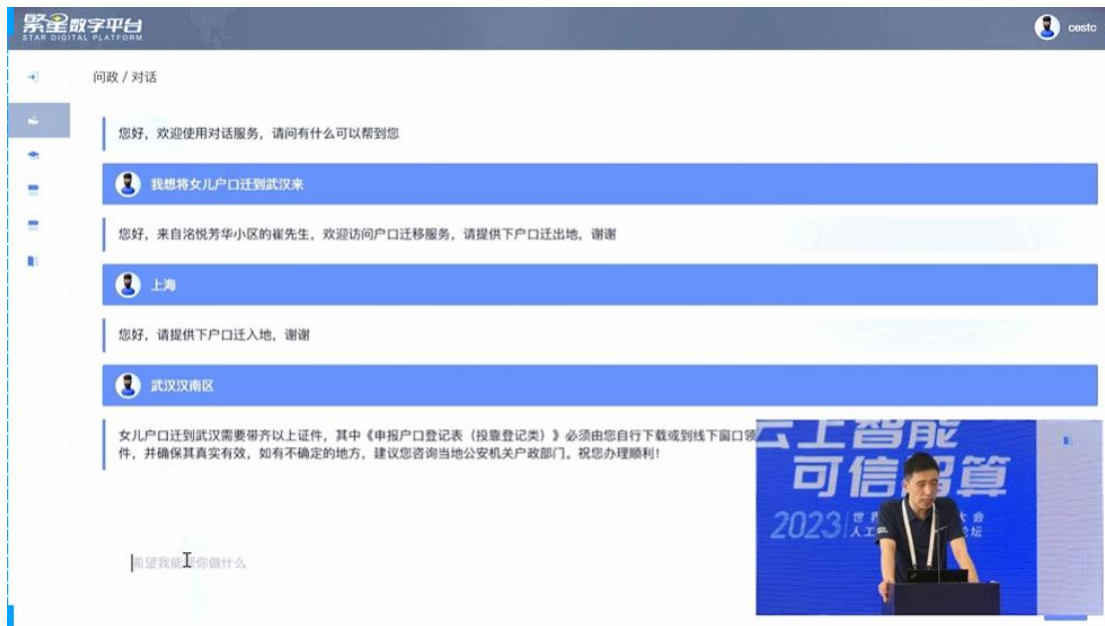 繁星数字平台
STAR DIGITAL PLATFORM
cestc
问政 / 对话
您好，欢迎使用对话服务，请问有什么可以帮到您
我想将女儿户口迁到武汉来
您好，来自洺悦芳华小区的崔先生，欢迎访问户口迁移服务，请提供下户口迁出地，谢谢
上海
您好，请提供下户口迁入地，谢谢
武汉汉南区
女儿户口迁到武汉需要带齐以上证件，其中《申报户口登记表（投靠登记类）》必须由您自行下载或到线下窗口领
件，并确保其真实有效，如有不确定的地方，建议您咨询当地公安机关户政部门。祝您办理顺利！
希望我能 你做什么
云上智能
可信 算
2023 世界 大会
人工 论坛